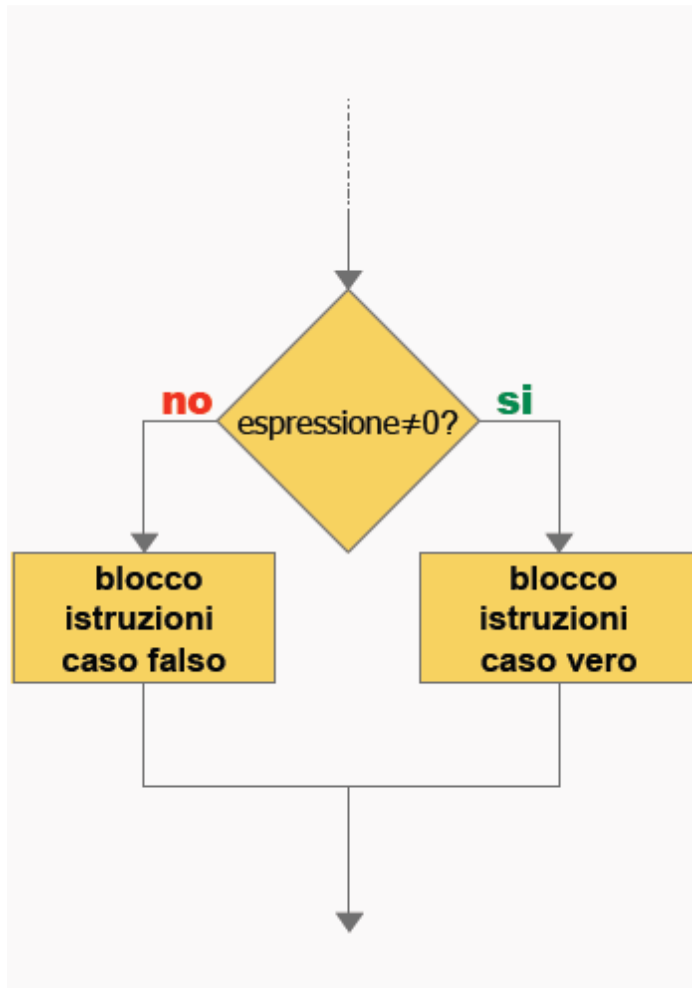 no
si
espressione≠0?
blocco
istruzioni
caso falso
blocco
istruzioni
caso vero